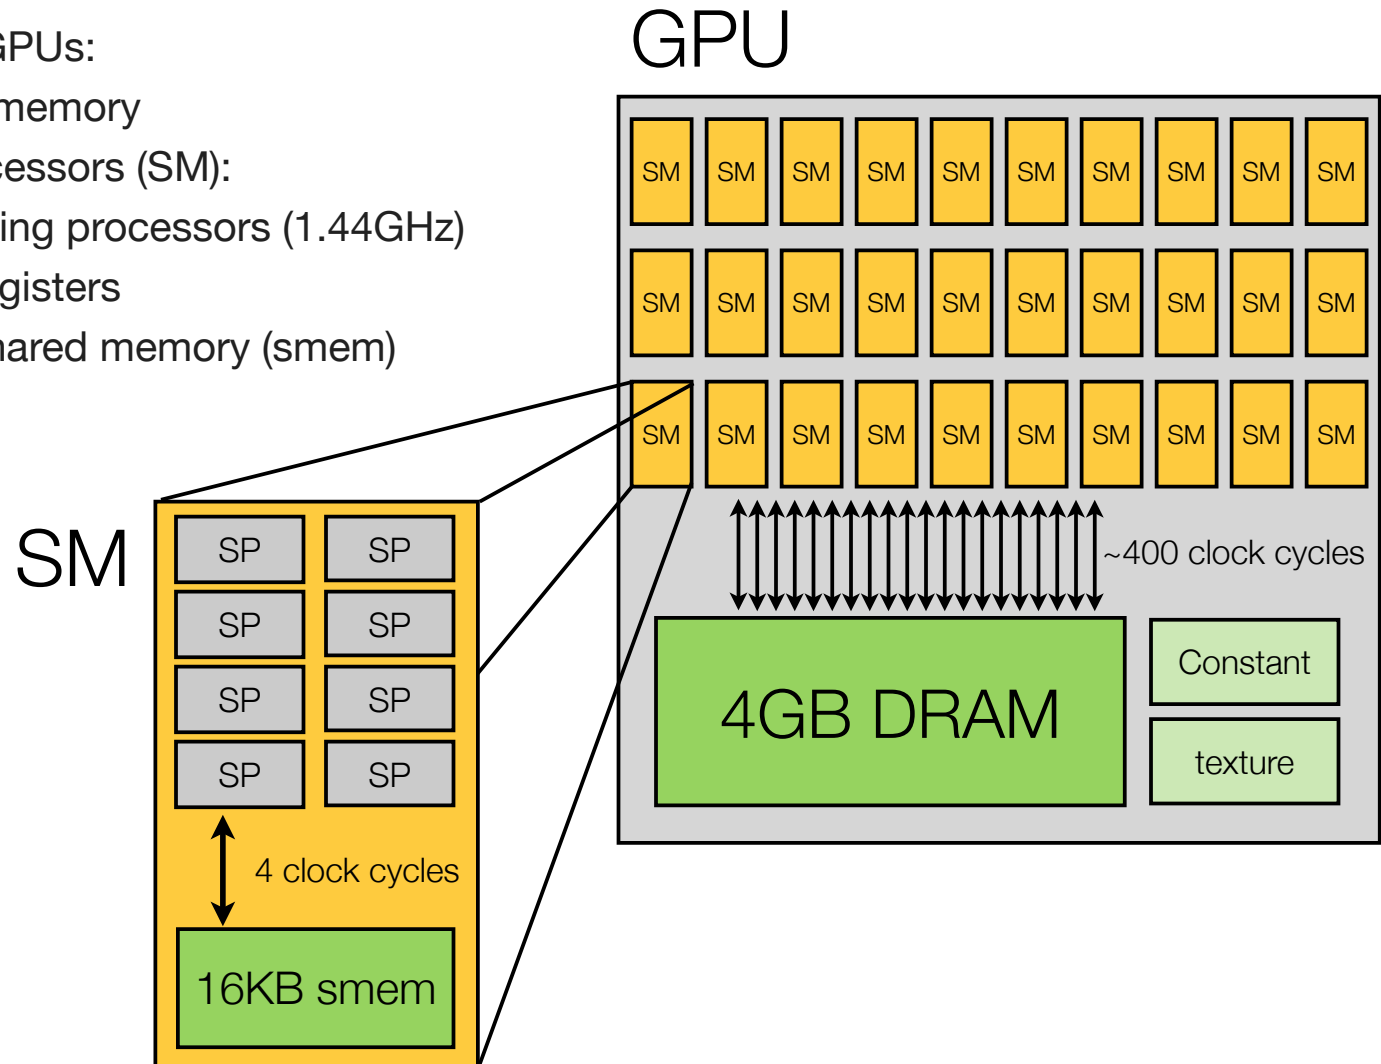 GPUs:
memory
cessors (SM):
ing processors (1.44GHz)
gisters
hared memory (smem)
GPU
SM SM SM SM SM SM SM SM SM SM
SM SM SM SM SM SM SM SM SM SM
SM SM SM SM SM SM SM SM SM SM
~400 clock cycles
4GB DRAM
Constant
texture
SM
SP SP
SP SP
SP SP
SP SP
4 clock cycles
16KB smem